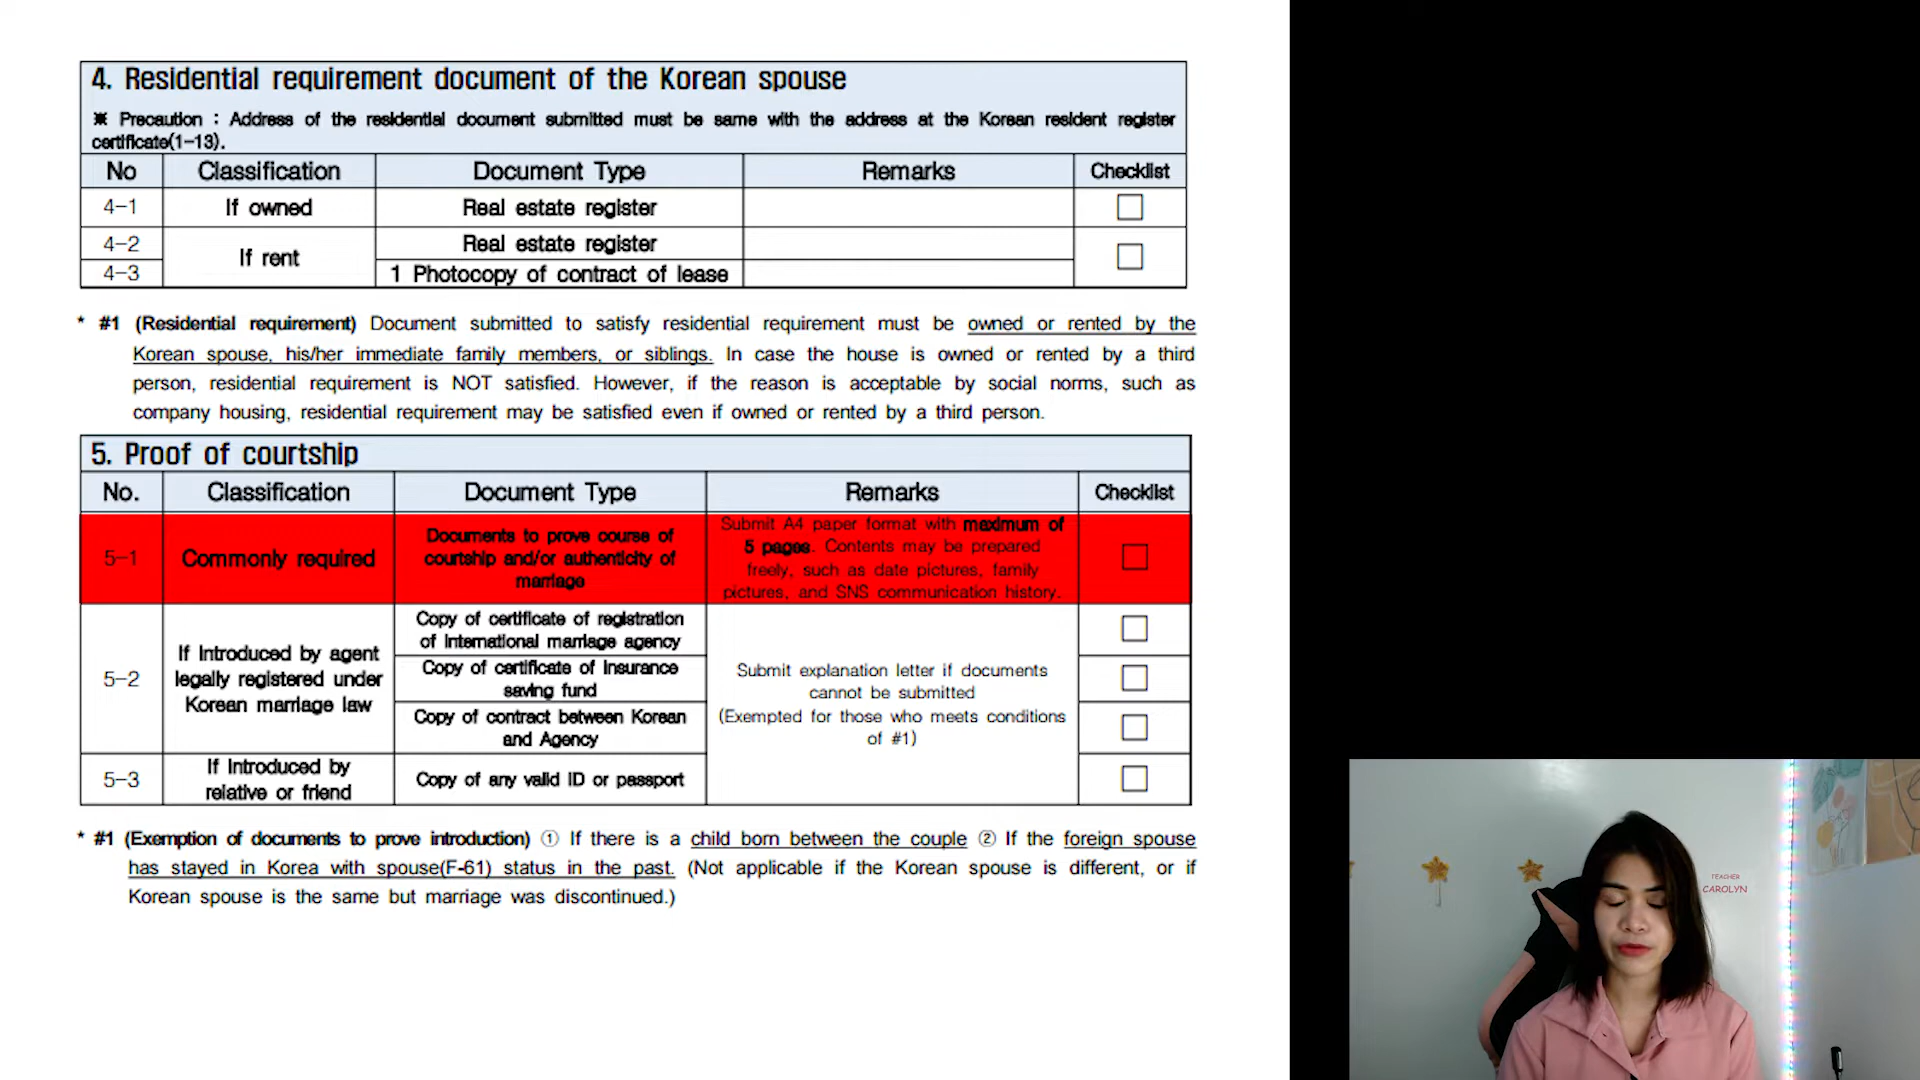 4. Residential requirement document of the Korean spouse
※ Precaution : Address of the residential document submitted must be same with the address at the Korean resident register
certificate(1-13).
No Classification Document Type Remarks Checklist
4-1 If owned Real estate register
4-2 If rent Real estate register
4-3 1 Photocopy of contract of lease
* #1 (Residential requirement) Document submitted to satisfy residential requirement must be owned or rented by the
Korean spouse, his/her immediate family members, or siblings. In case the house is owned or rented by a third
person, residential requirement is NOT satisfied. However, if the reason is acceptable by social norms, such as
company housing, residential requirement may be satisfied even if owned or rented by a third person.
5. Proof of courtship
No. Classification Document Type Remarks Checklist
5-1 Commonly required
Documents to prove course of
courtship and/or authenticity of
marriage
Submit A4 paper format with maximum of
5 pages. Contents may be prepared
freely, such as date pictures, family
pictures, and SNS communication history.
5-2
If Introduced by agent
legally registered under
Korean marriage law
Copy of certificate of registration
of International marriage agency
Copy of certificate of Insurance
saving fund
Copy of contract between Korean
and Agency
Submit explanation letter if documents
cannot be submitted
(Exempted for those who meets conditions
of #1)
5-3
If Introduced by
relative or friend
Copy of any valid ID or passport
* #1 (Exemption of documents to prove introduction) ① If there is a child born between the couple ② If the foreign spouse
has stayed in Korea with spouse(F-61) status in the past. (Not applicable if the Korean spouse is different, or if
Korean spouse is the same but marriage was discontinued.)
TEACHER
CAROLYN